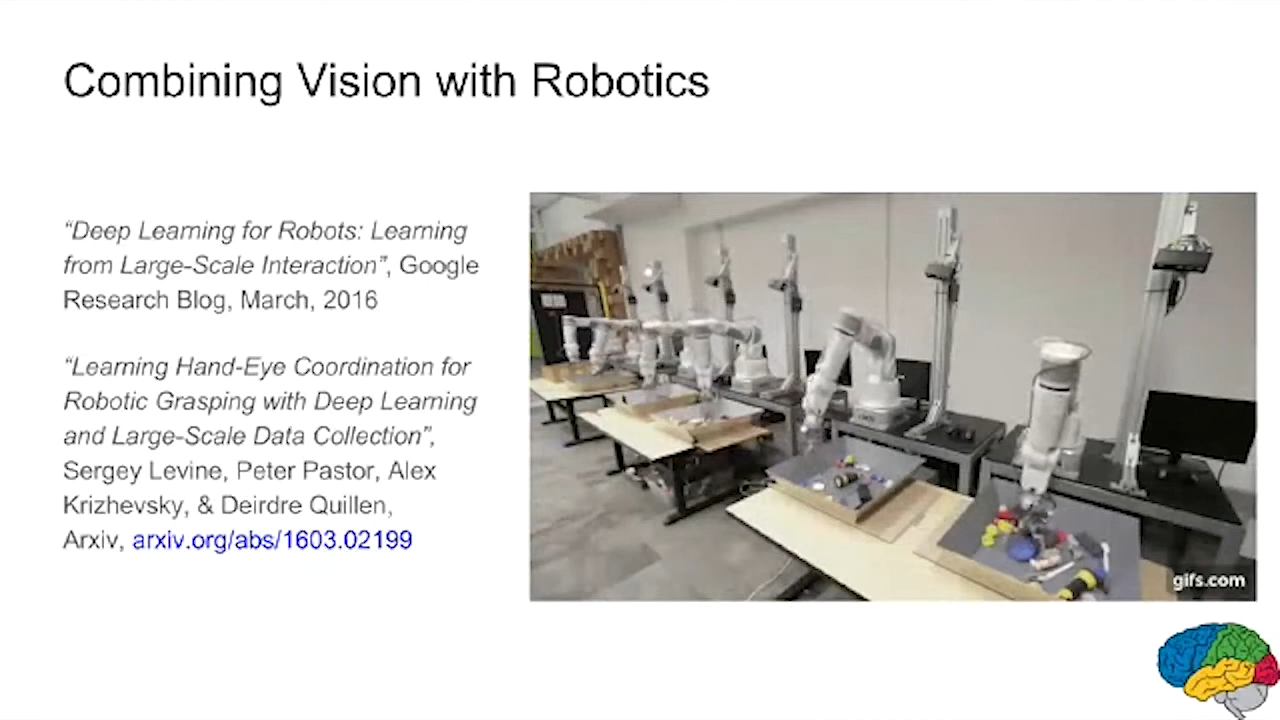 Combining Vision with Robotics
“Deep Learning for Robots: Learning
from Large-Scale Interaction”, Google
Research Blog, March, 2016
“Learning Hand-Eye Coordination for
Robotic Grasping with Deep Learning
and Large-Scale Data Collection”,
Sergey Levine, Peter Pastor, Alex
Krizhevsky, & Deirdre Quillen,
Arxiv, arxiv.org/abs/1603.02199
gifs.com